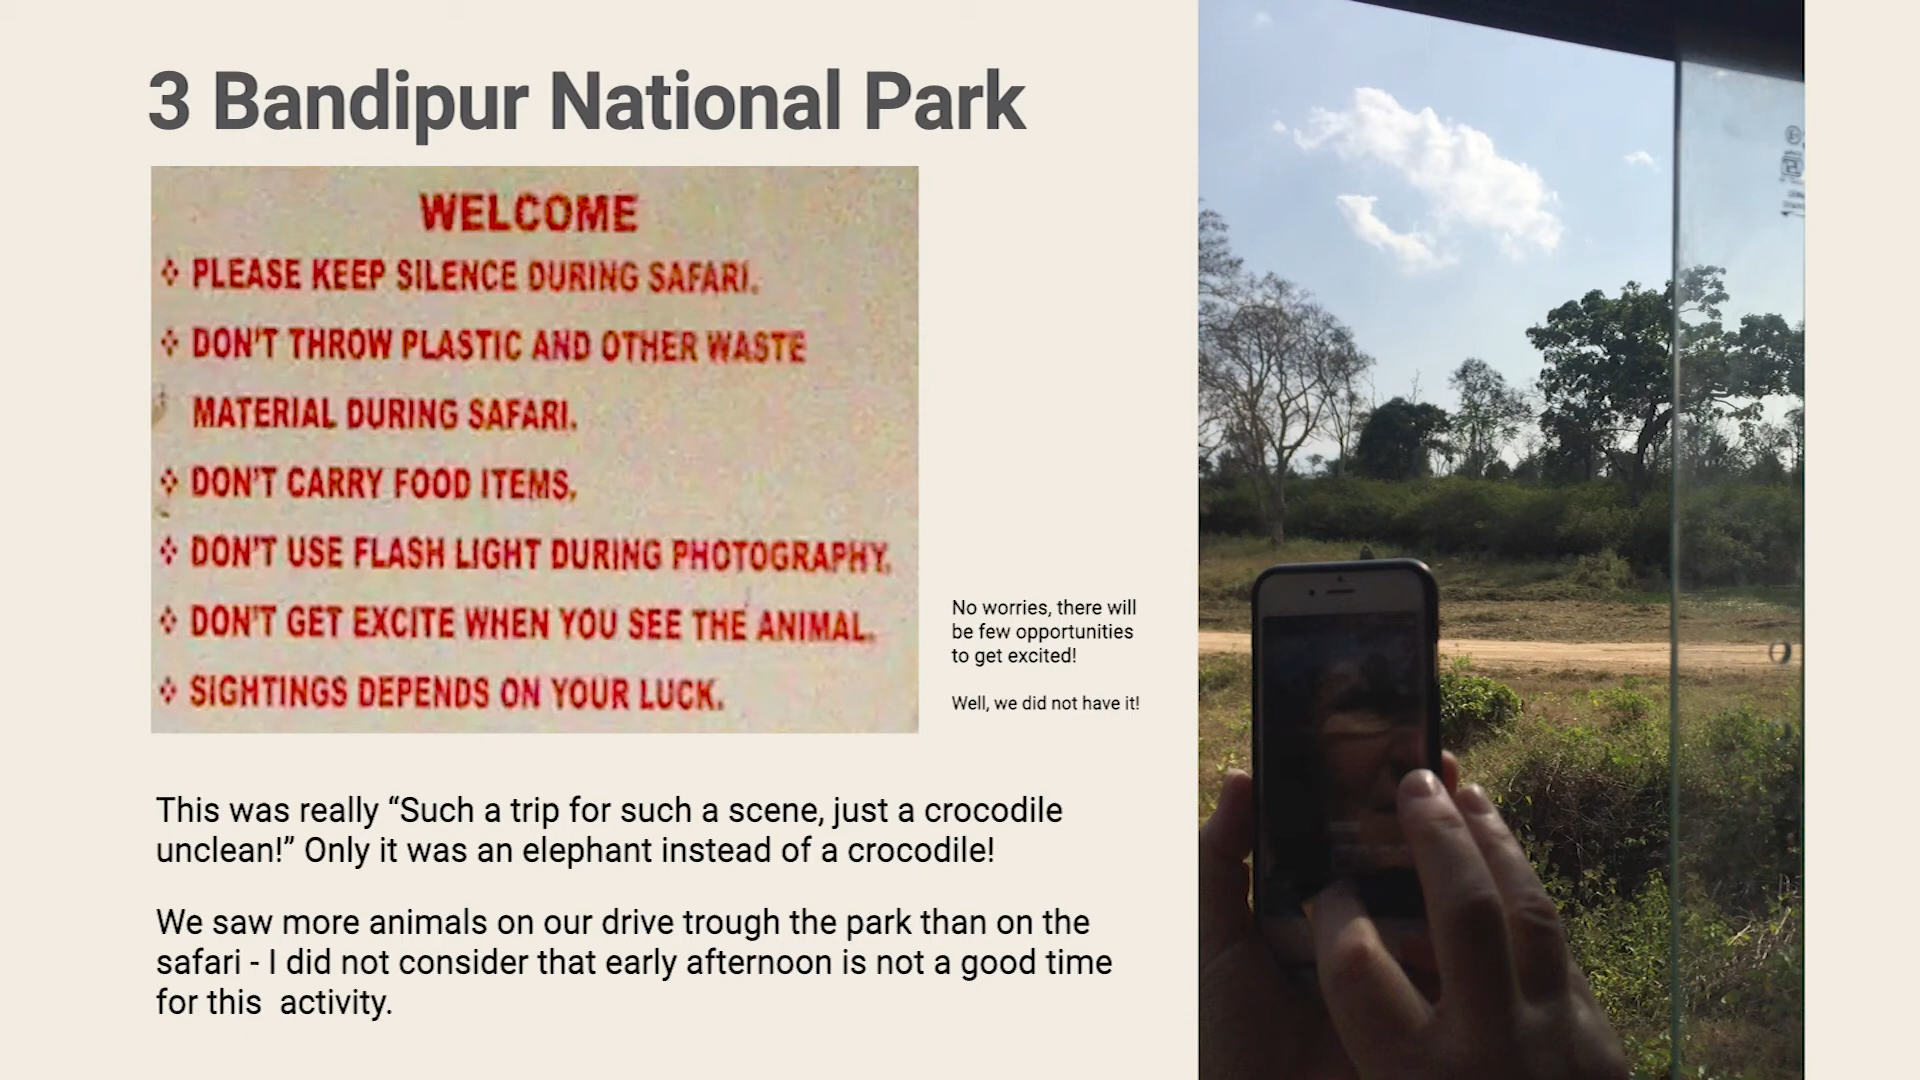 3 Bandipur National Park
WELCOME
❖ PLEASE KEEP SILENCE DURING SAFARI.
❖ DON'T THROW PLASTIC AND OTHER WASTE
MATERIAL DURING SAFARI.
❖ DON'T CARRY FOOD ITEMS.
❖ DON'T USE FLASH LIGHT DURING PHOTOGRAPHY.
❖ DON'T GET EXCITE WHEN YOU SEE THE ANIMAL.
❖ SIGHTINGS DEPENDS ON YOUR LUCK.
No worries, there will
be few opportunities
to get excited!
Well, we did not have it!
This was really “Such a trip for such a scene, just a crocodile
unclean!” Only it was an elephant instead of a crocodile!
We saw more animals on our drive trough the park than on the
safari - I did not consider that early afternoon is not a good time
for this  activity.